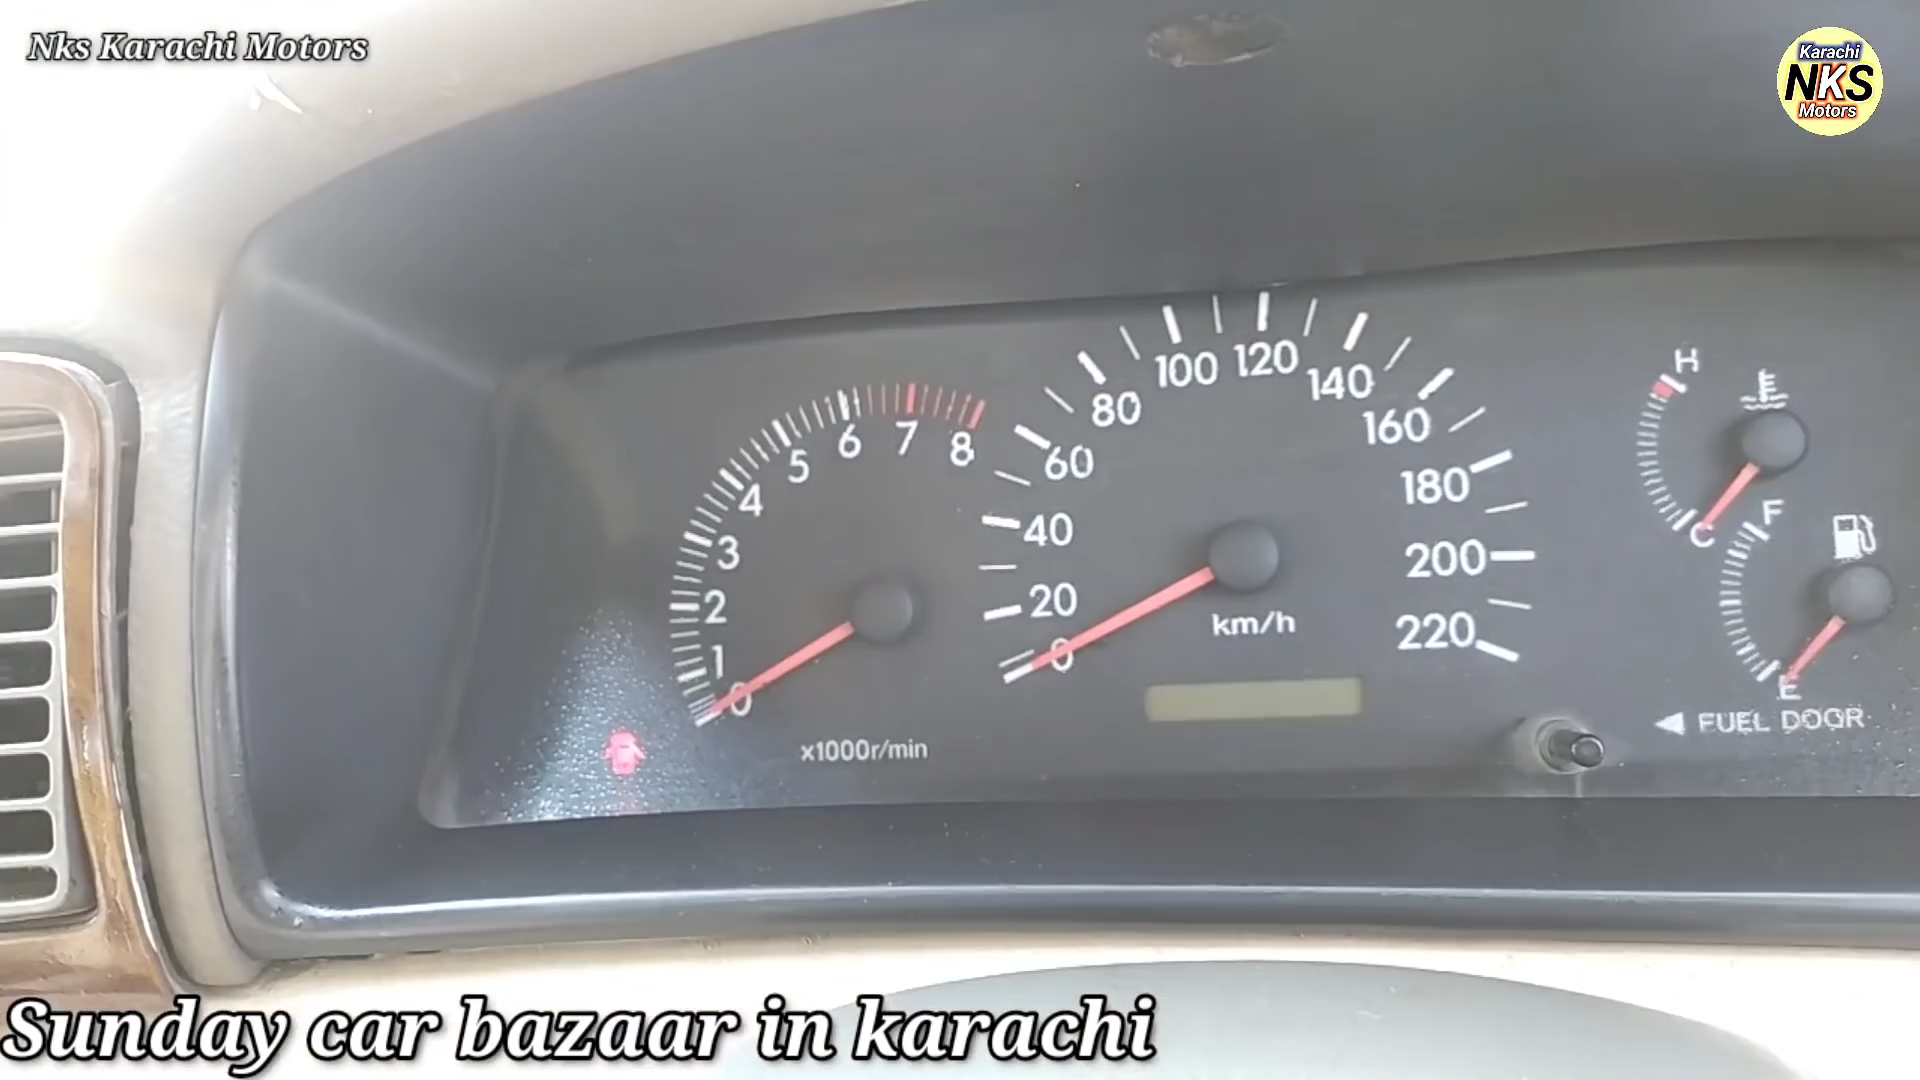 Nks Karachi Motors
Karachi
NKS
Motors
0
1
2
3
4
5
6
7
8
x1000r/min
0
20
40
60
80
100
120
140
160
180
200
220
km/h
H
C
F
E
FUEL DOOR
Sunday car bazaar in karachi